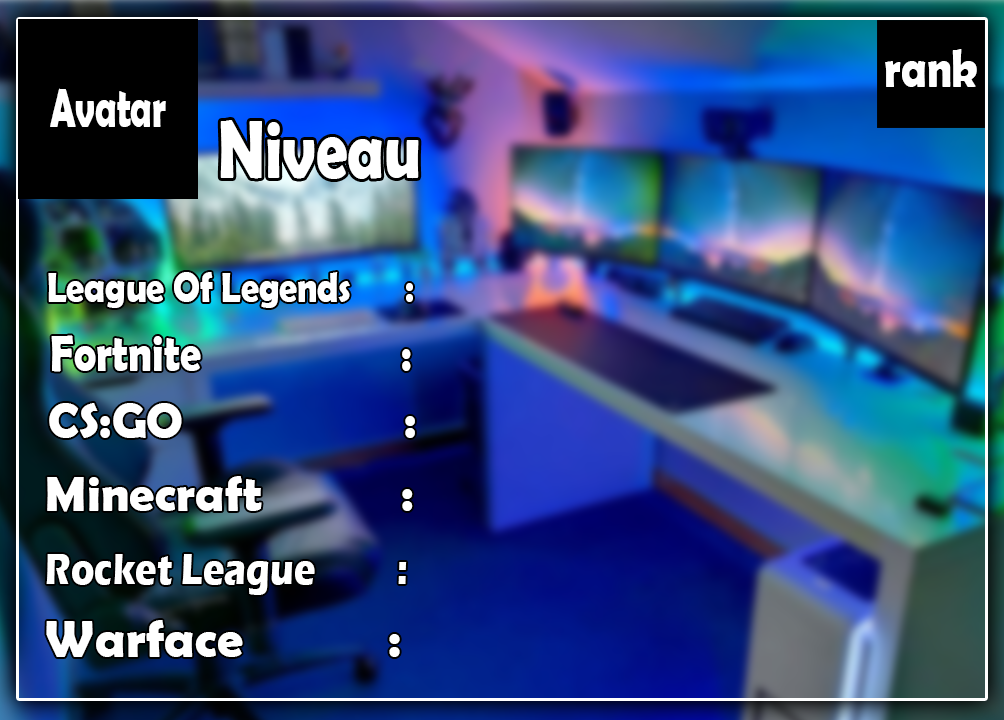 Avatar
rank
Niveau
League Of Legends :
Fortnite :
CS:GO :
Minecraft :
Rocket League :
Warface :